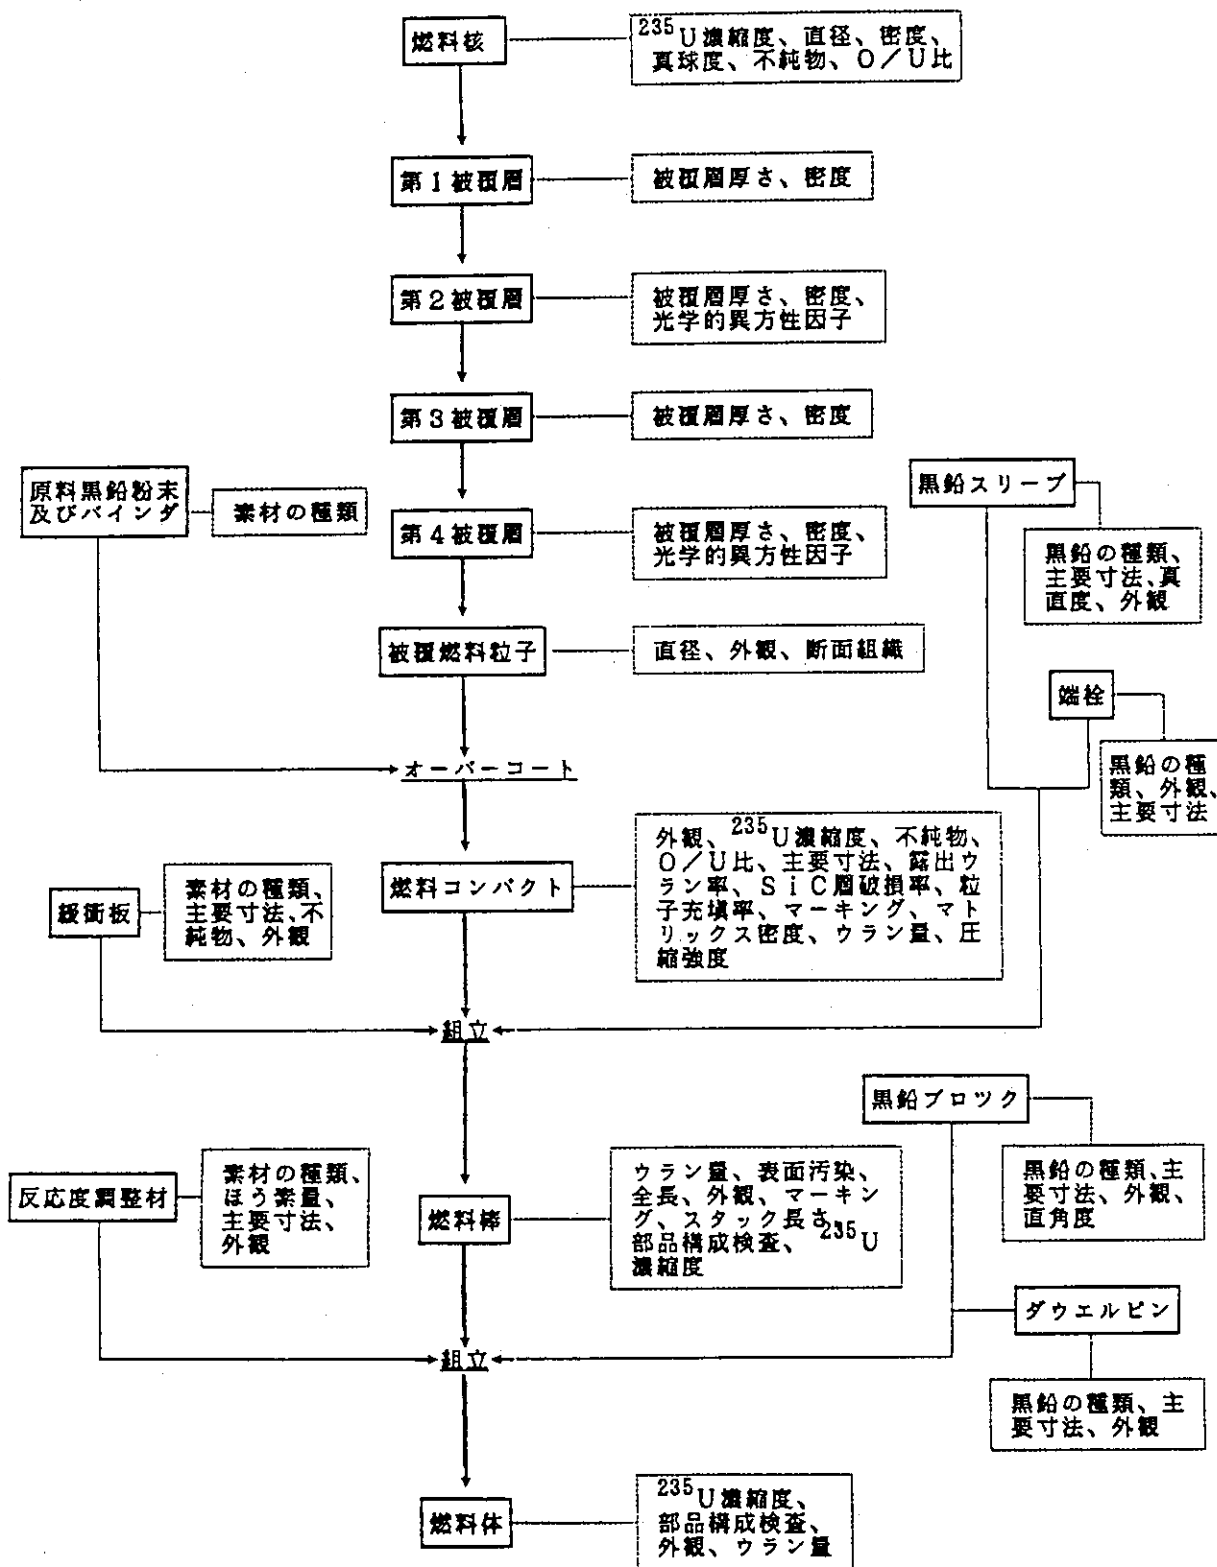 燃料核
²³⁵U濃縮度、直径、密度、
真球度、不純物、O/U比
第1被覆層
被覆層厚さ、密度
第2被覆層
被覆層厚さ、密度、
光学的異方性因子
第3被覆層
被覆層厚さ、密度
原料黒鉛粉末
及びバインダ
素材の種類
第4被覆層
被覆層厚さ、密度、
光学的異方性因子
黒鉛スリーブ
黒鉛の種類、
主要寸法、真
直度、外観
被覆燃料粒子
直径、外観、断面組織
端栓
黒鉛の種
類、外観、
主要寸法
オーバーコート
緩衝板
素材の種類、
主要寸法、不
純物、外観
燃料コンパクト
外観、²³⁵U濃縮度、不純物、
O/U比、主要寸法、露出ウ
ラン率、SiC層破損率、粒
子充填率、マーキング、マト
リックス密度、ウラン量、圧
縮強度
組立
黒鉛ブロツク
黒鉛の種類、主
要寸法、外観、
直角度
反応度調整材
素材の種類、
ほう素量、
主要寸法、
外観
燃料棒
ウラン量、表面汚染、
全長、外観、マーキン
グ、スタック長さ、
部品構成検査、²³⁵U
濃縮度
ダウエルピン
黒鉛の種類、主
要寸法、外観
組立
燃料体
²³⁵U濃縮度、
部品構成検査、
外観、ウラン量